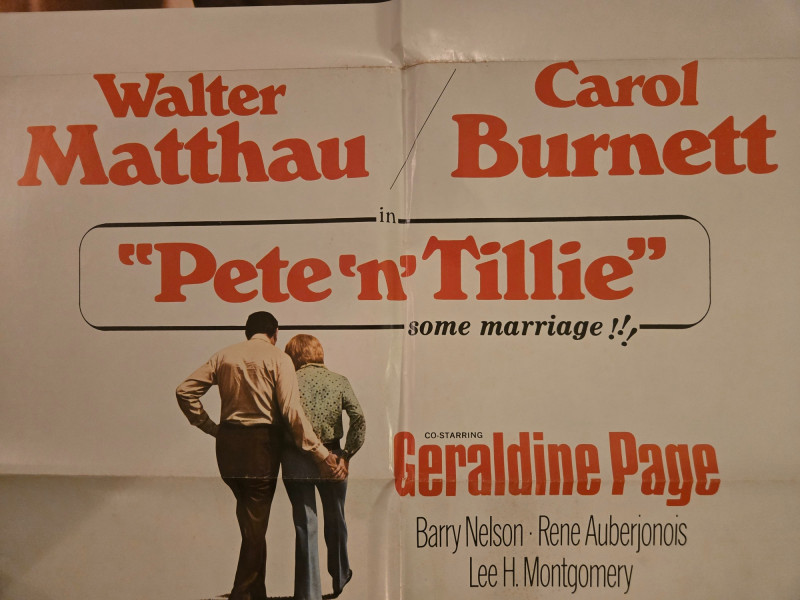 Walter
Matthau
Carol
Burnett
in
"Pete 'n' Tillie"
some marriage!!!
CO-STARRING
Geraldine Page
Barry Nelson · Rene Auberjonois
Lee H. Montgomery